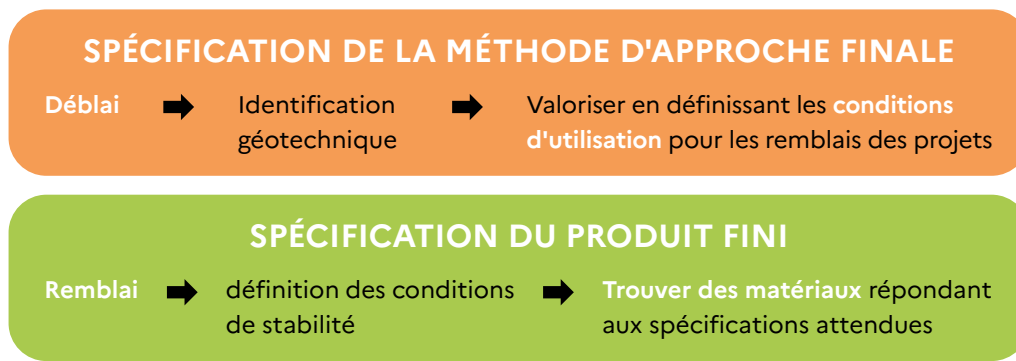 SPÉCIFICATION DE LA MÉTHODE D'APPROCHE FINALE
Déblai
Identification
géotechnique
Valoriser en définissant les conditions
d'utilisation pour les remblais des projets
SPÉCIFICATION DU PRODUIT FINI
Remblai
définition des conditions
de stabilité
Trouver des matériaux répondant
aux spécifications attendues